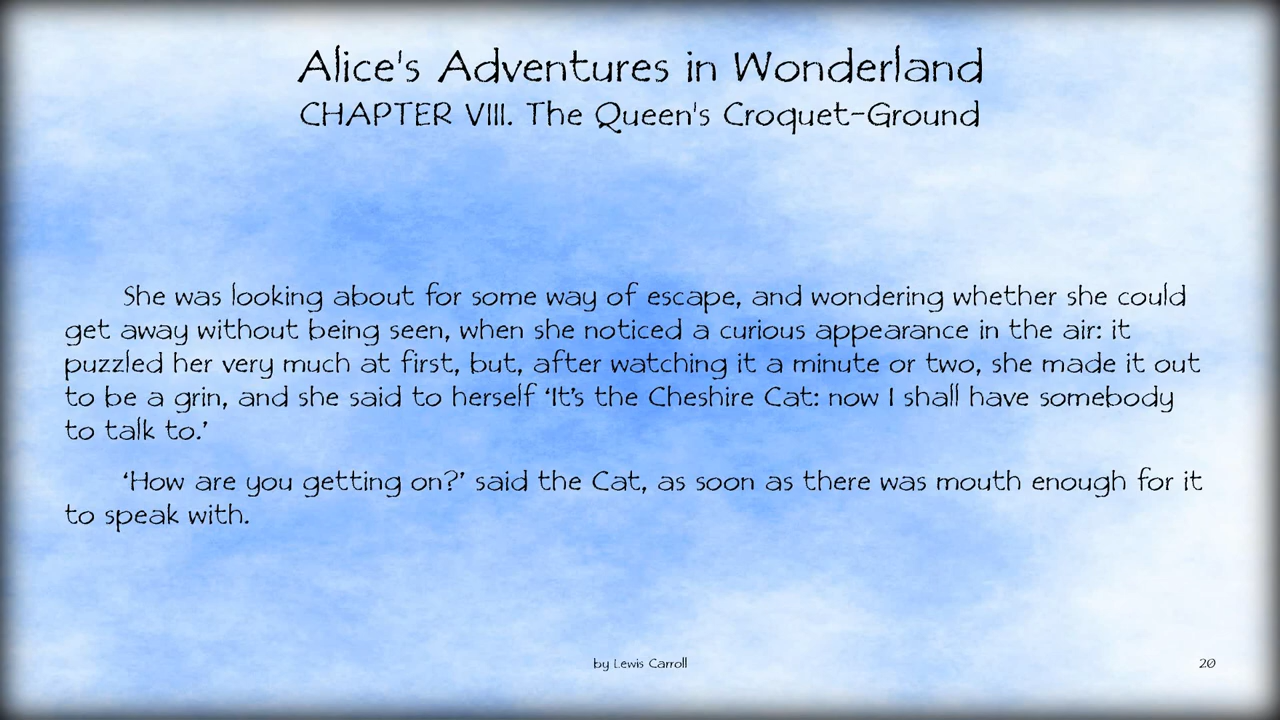 Alice's Adventures in Wonderland
CHAPTER VIII. The Queen's Croquet-Ground
She was looking about for some way of escape, and wondering whether she could
get away without being seen, when she noticed a curious appearance in the air: it
puzzled her very much at first, but, after watching it a minute or two, she made it out
to be a grin, and she said to herself ‘It’s the Cheshire Cat: now I shall have somebody
to talk to.’
‘How are you getting on?’ said the Cat, as soon as there was mouth enough for it
to speak with.
by Lewis Carroll
20